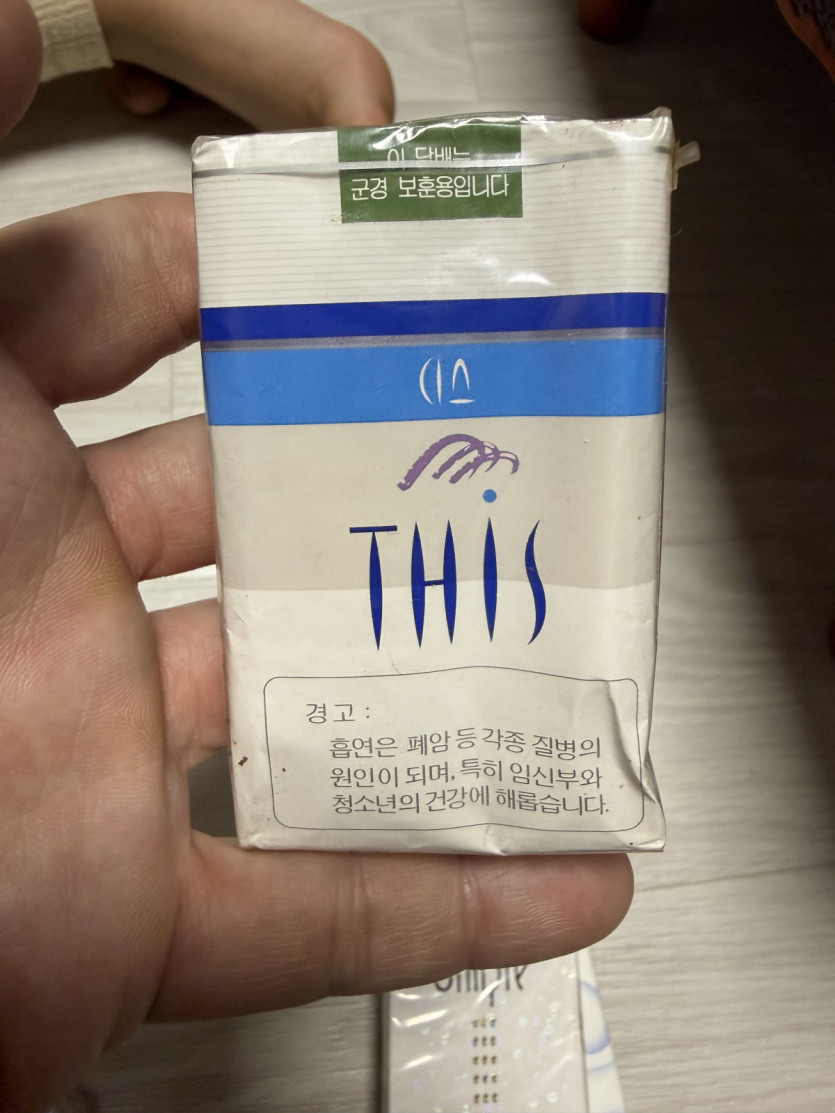 이 담배는
군경 보훈용입니다
디스
THiS
경고 :
흡연은 폐암 등 각종 질병의
원인이 되며, 특히 임신부와
청소년의 건강에 해롭습니다.